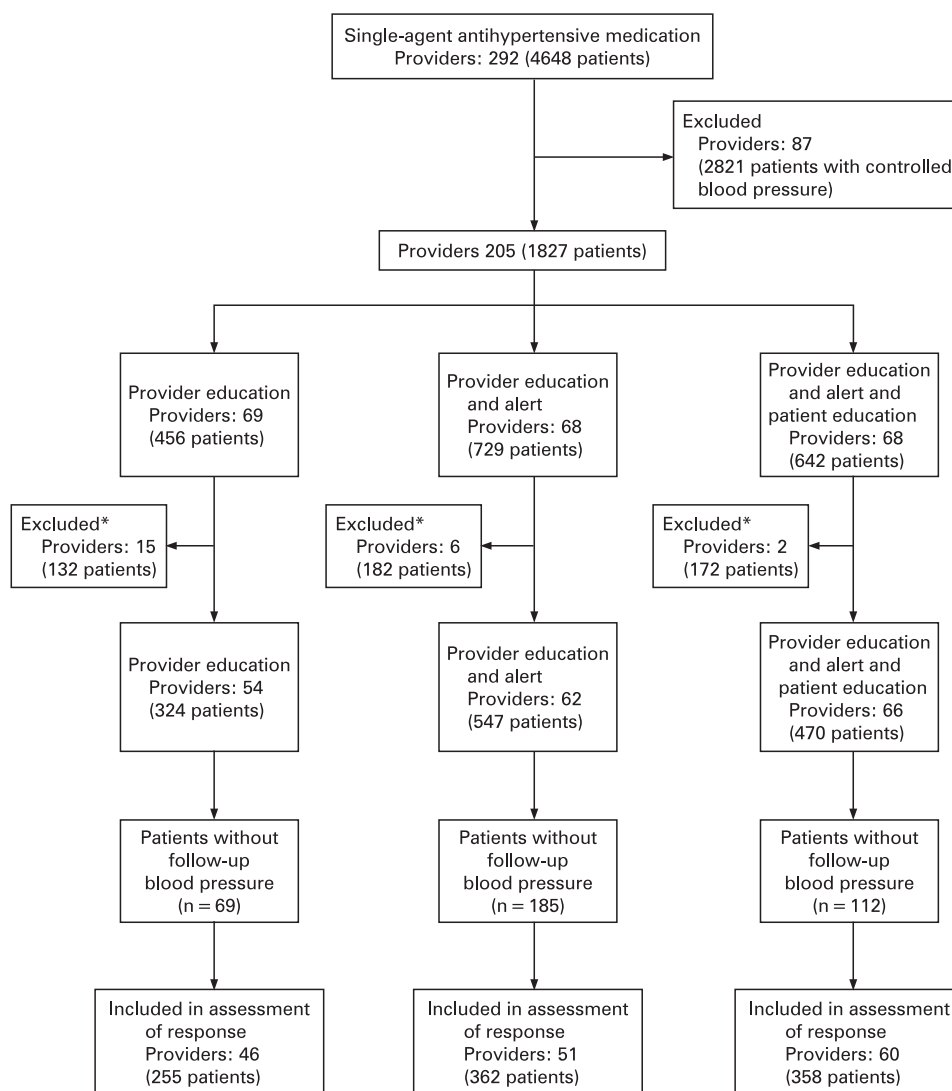 Single-agent antihypertensive medication
Providers: 292 (4648 patients)
Excluded
Providers: 87
(2821 patients with controlled
blood pressure)
Providers 205 (1827 patients)
Provider education
Providers: 69
(456 patients)
Provider education
and alert
Providers: 68
(729 patients)
Provider education
and alert and
patient education
Providers: 68
(642 patients)
Excluded*
Providers: 15
(132 patients)
Excluded*
Providers: 6
(182 patients)
Excluded*
Providers: 2
(172 patients)
Provider education
Providers: 54
(324 patients)
Provider education
and alert
Providers: 62
(547 patients)
Provider education
and alert and
patient education
Providers: 66
(470 patients)
Patients without
follow-up
blood pressure
(n = 69)
Patients without
follow-up
blood pressure
(n = 185)
Patients without
follow-up
blood pressure
(n = 112)
Included in assessment
of response
Providers: 46
(255 patients)
Included in assessment
of response
Providers: 51
(362 patients)
Included in assessment
of response
Providers: 60
(358 patients)